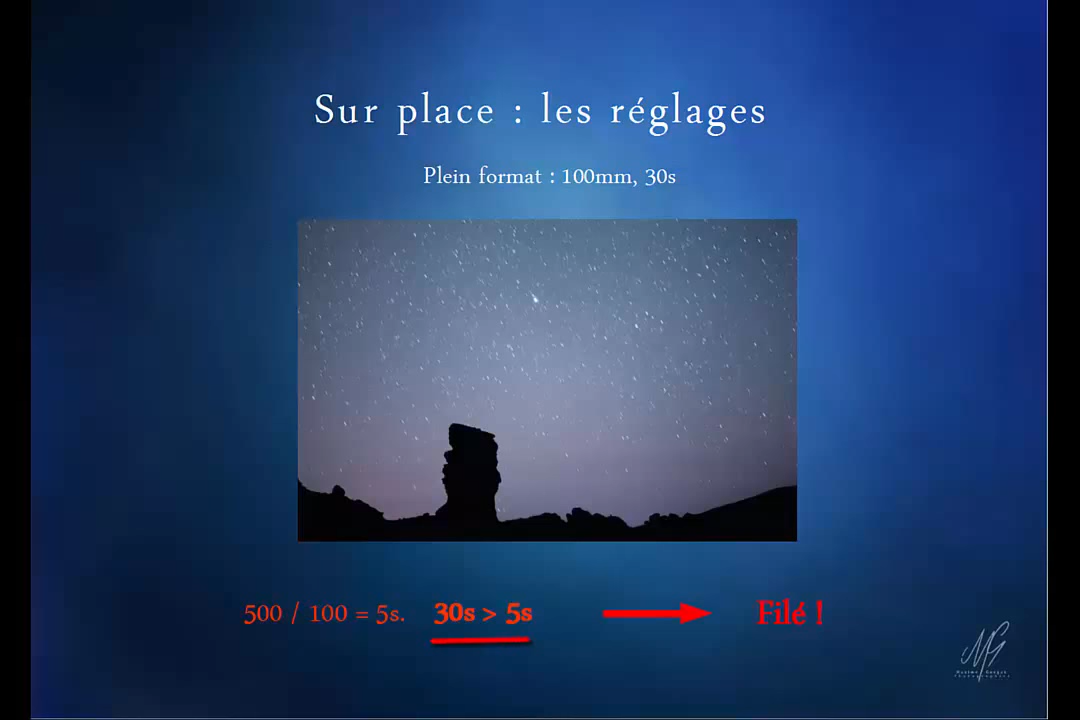 Sur place : les réglages
Plein format : 100mm, 30s
500 / 100 = 5s. 30s > 5s Filé !